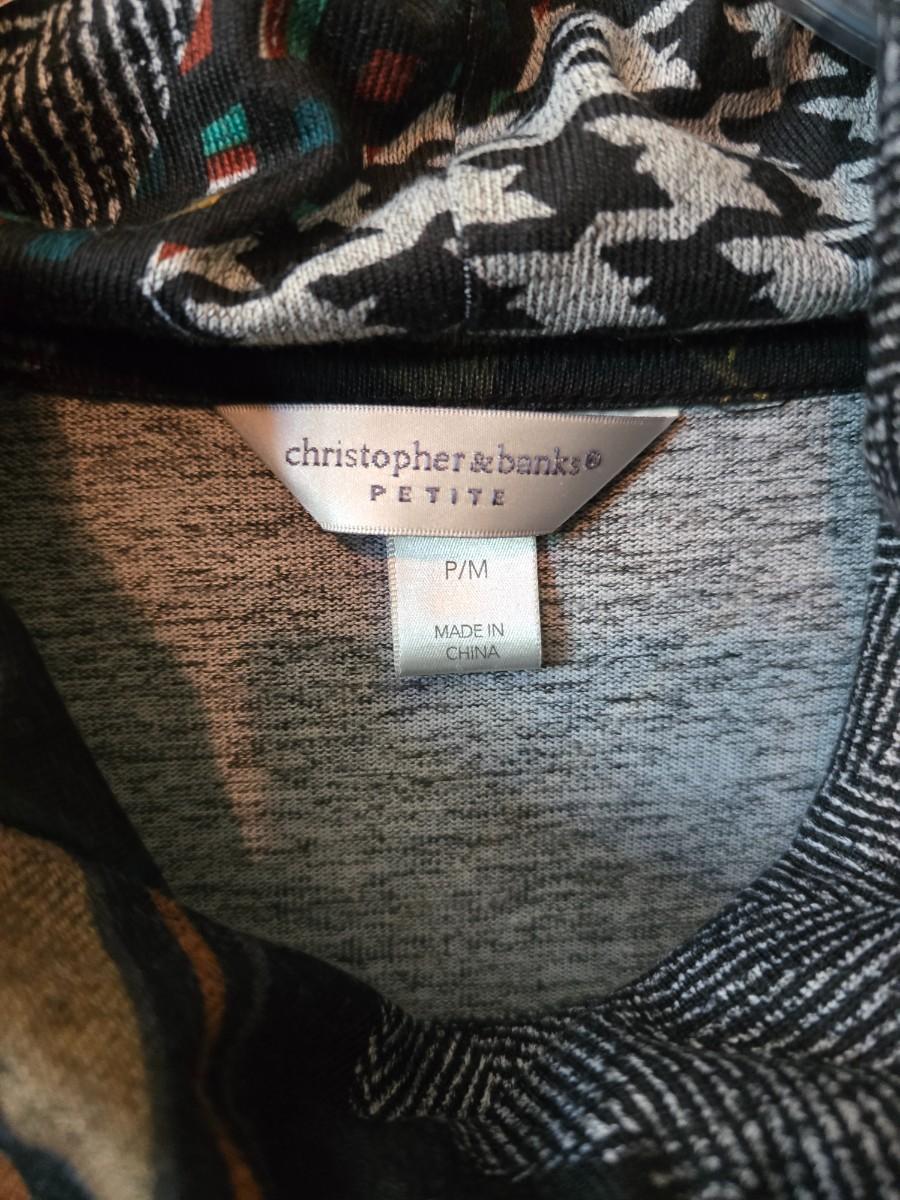 christopher & banks®
PETITE
P/M
MADE IN
CHINA